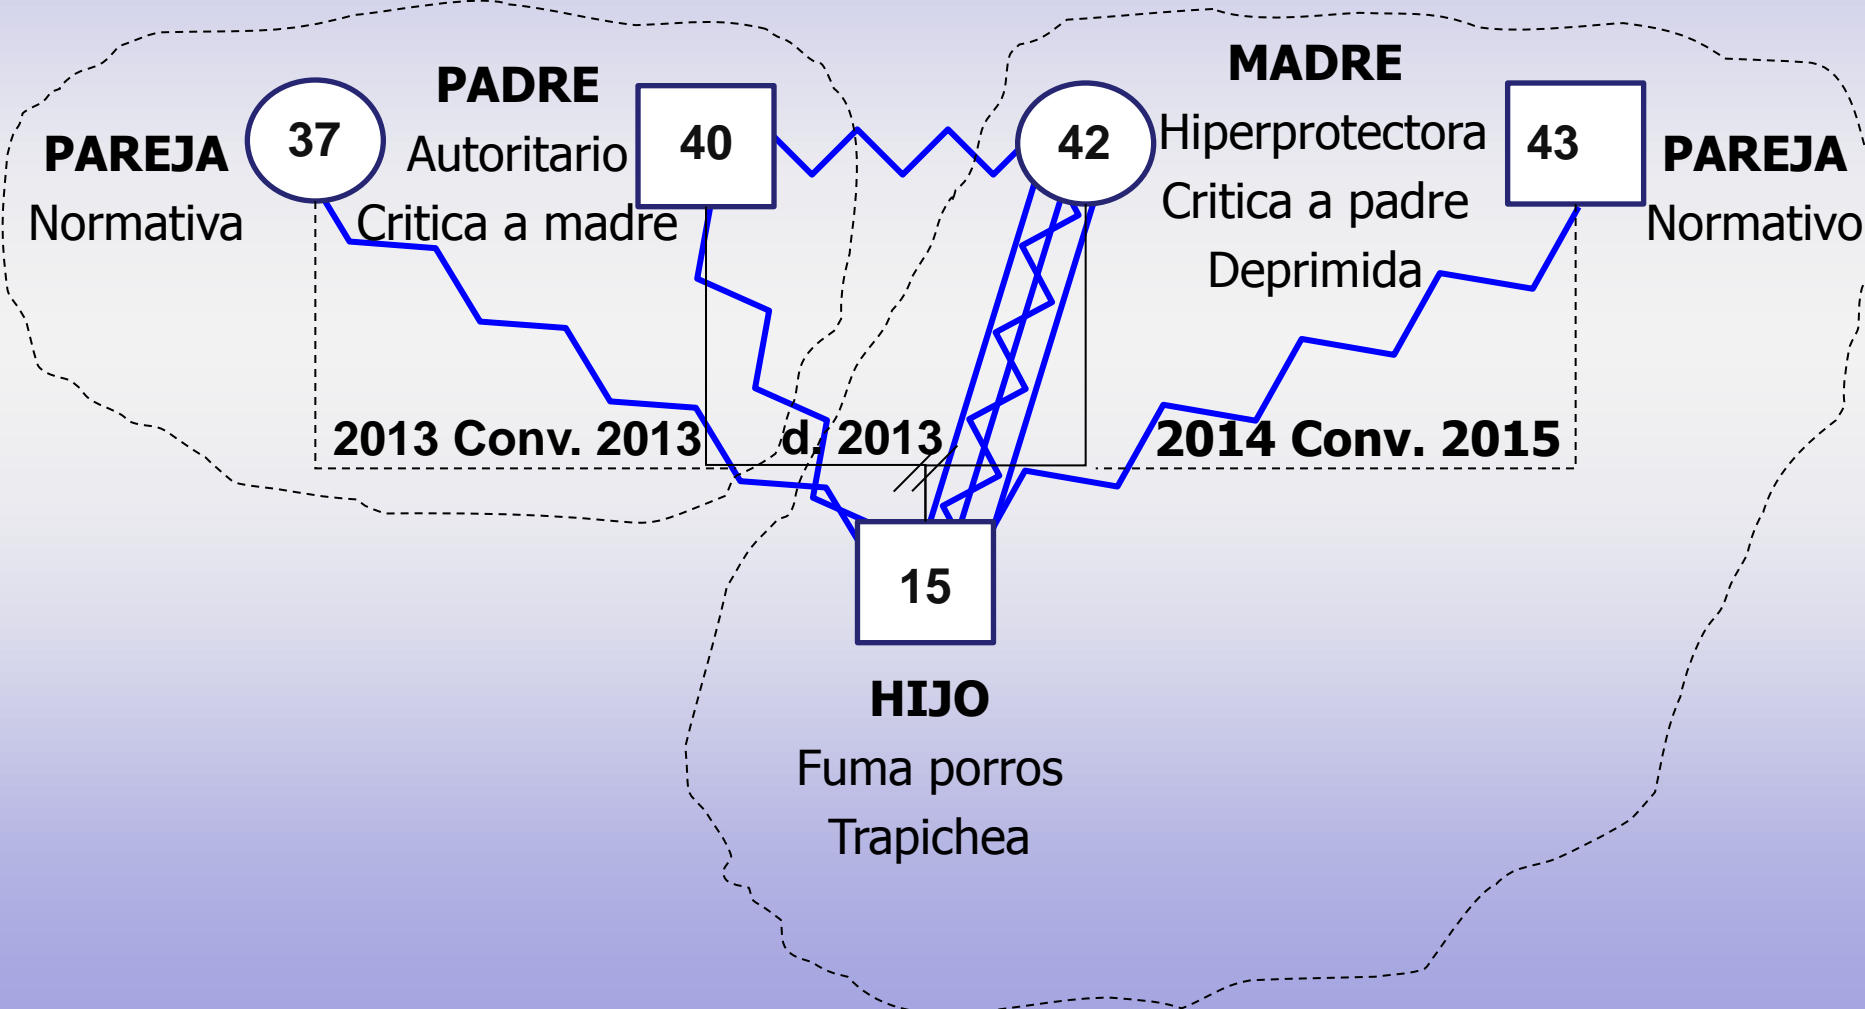 PAREJA
Normativa
37
PADRE
Autoritario
Critica a madre
40
42
MADRE
Hiperprotectora
Critica a padre
Deprimida
43
PAREJA
Normativo
2013 Conv. 2013
d. 2013
2014 Conv. 2015
15
HIJO
Fuma porros
Trapichea